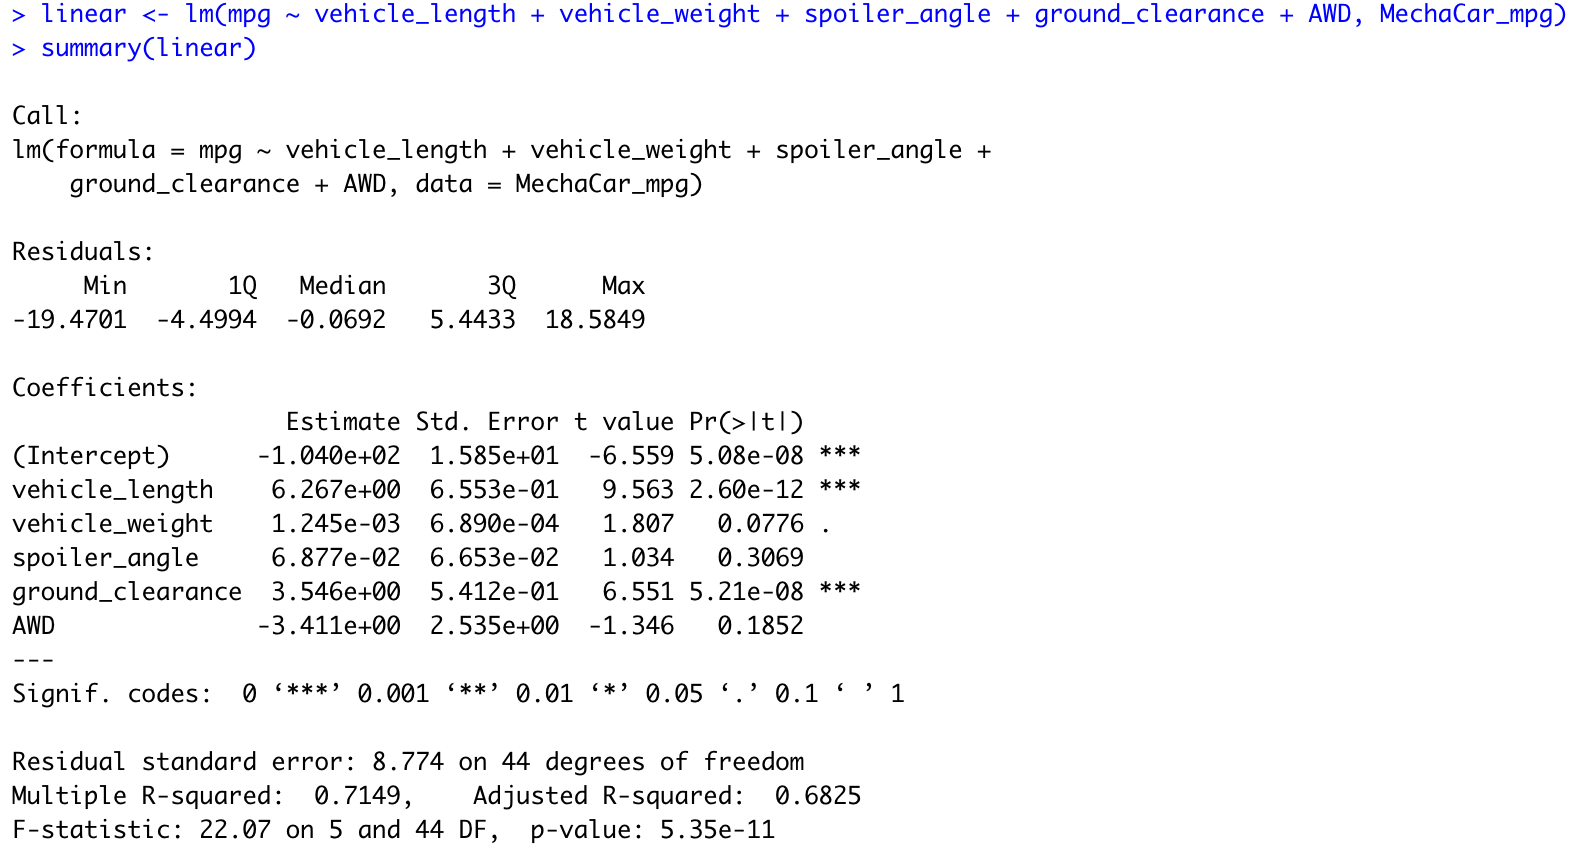 > linear <- lm(mpg ~ vehicle_length + vehicle_weight + spoiler_angle + ground_clearance + AWD, MechaCar_mpg)
> summary(linear)

Call:
lm(formula = mpg ~ vehicle_length + vehicle_weight + spoiler_angle +
    ground_clearance + AWD, data = MechaCar_mpg)

Residuals:
     Min       1Q   Median       3Q      Max
-19.4701  -4.4994  -0.0692   5.4433  18.5849

Coefficients:
                   Estimate Std. Error t value Pr(>|t|)
(Intercept)      -1.040e+02  1.585e+01  -6.559 5.08e-08 ***
vehicle_length    6.267e+00  6.553e-01   9.563 2.60e-12 ***
vehicle_weight    1.245e-03  6.890e-04   1.807   0.0776 .
spoiler_angle     6.877e-02  6.653e-02   1.034   0.3069
ground_clearance  3.546e+00  5.412e-01   6.551 5.21e-08 ***
AWD              -3.411e+00  2.535e+00  -1.346   0.1852
---
Signif. codes:  0 ‘***’ 0.001 ‘**’ 0.01 ‘*’ 0.05 ‘.’ 0.1 ‘ ’ 1

Residual standard error: 8.774 on 44 degrees of freedom
Multiple R-squared:  0.7149,    Adjusted R-squared:  0.6825
F-statistic: 22.07 on 5 and 44 DF,  p-value: 5.35e-11